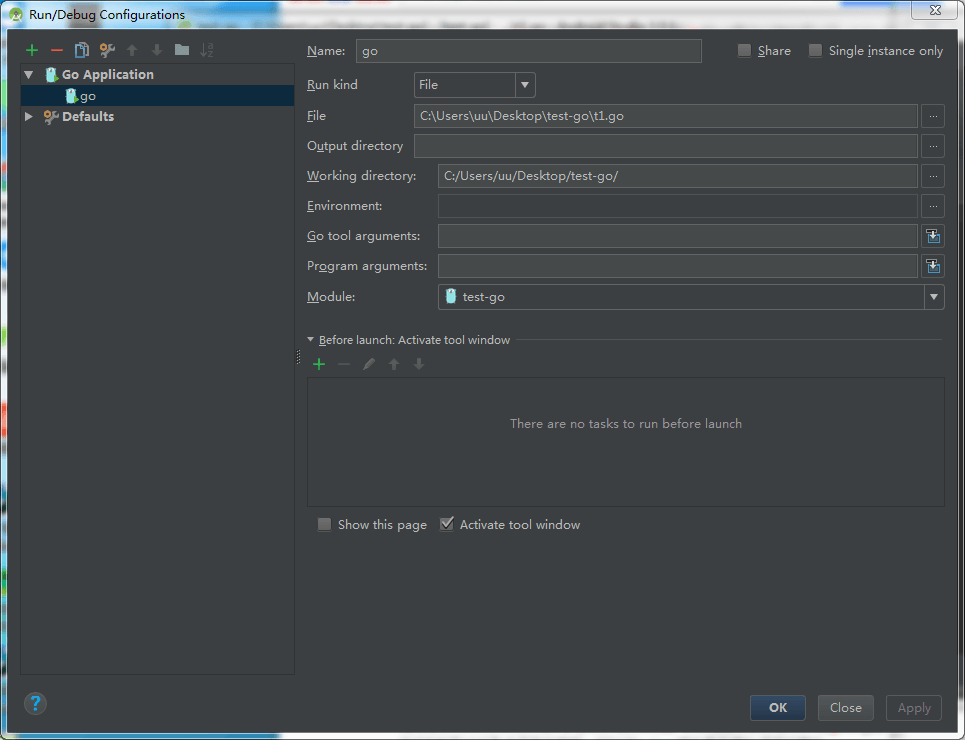 Run/Debug Configurations
Name: go Share Single instance only
Go Application
go
Defaults
Run kind File
File C:\Users\uu\Desktop\test-go\t1.go ...
Output directory ...
Working directory: C:/Users/uu/Desktop/test-go/ ...
Environment: ...
Go tool arguments:
Program arguments:
Module: test-go
Before launch: Activate tool window
There are no tasks to run before launch
Show this page Activate tool window
? OK Close Apply